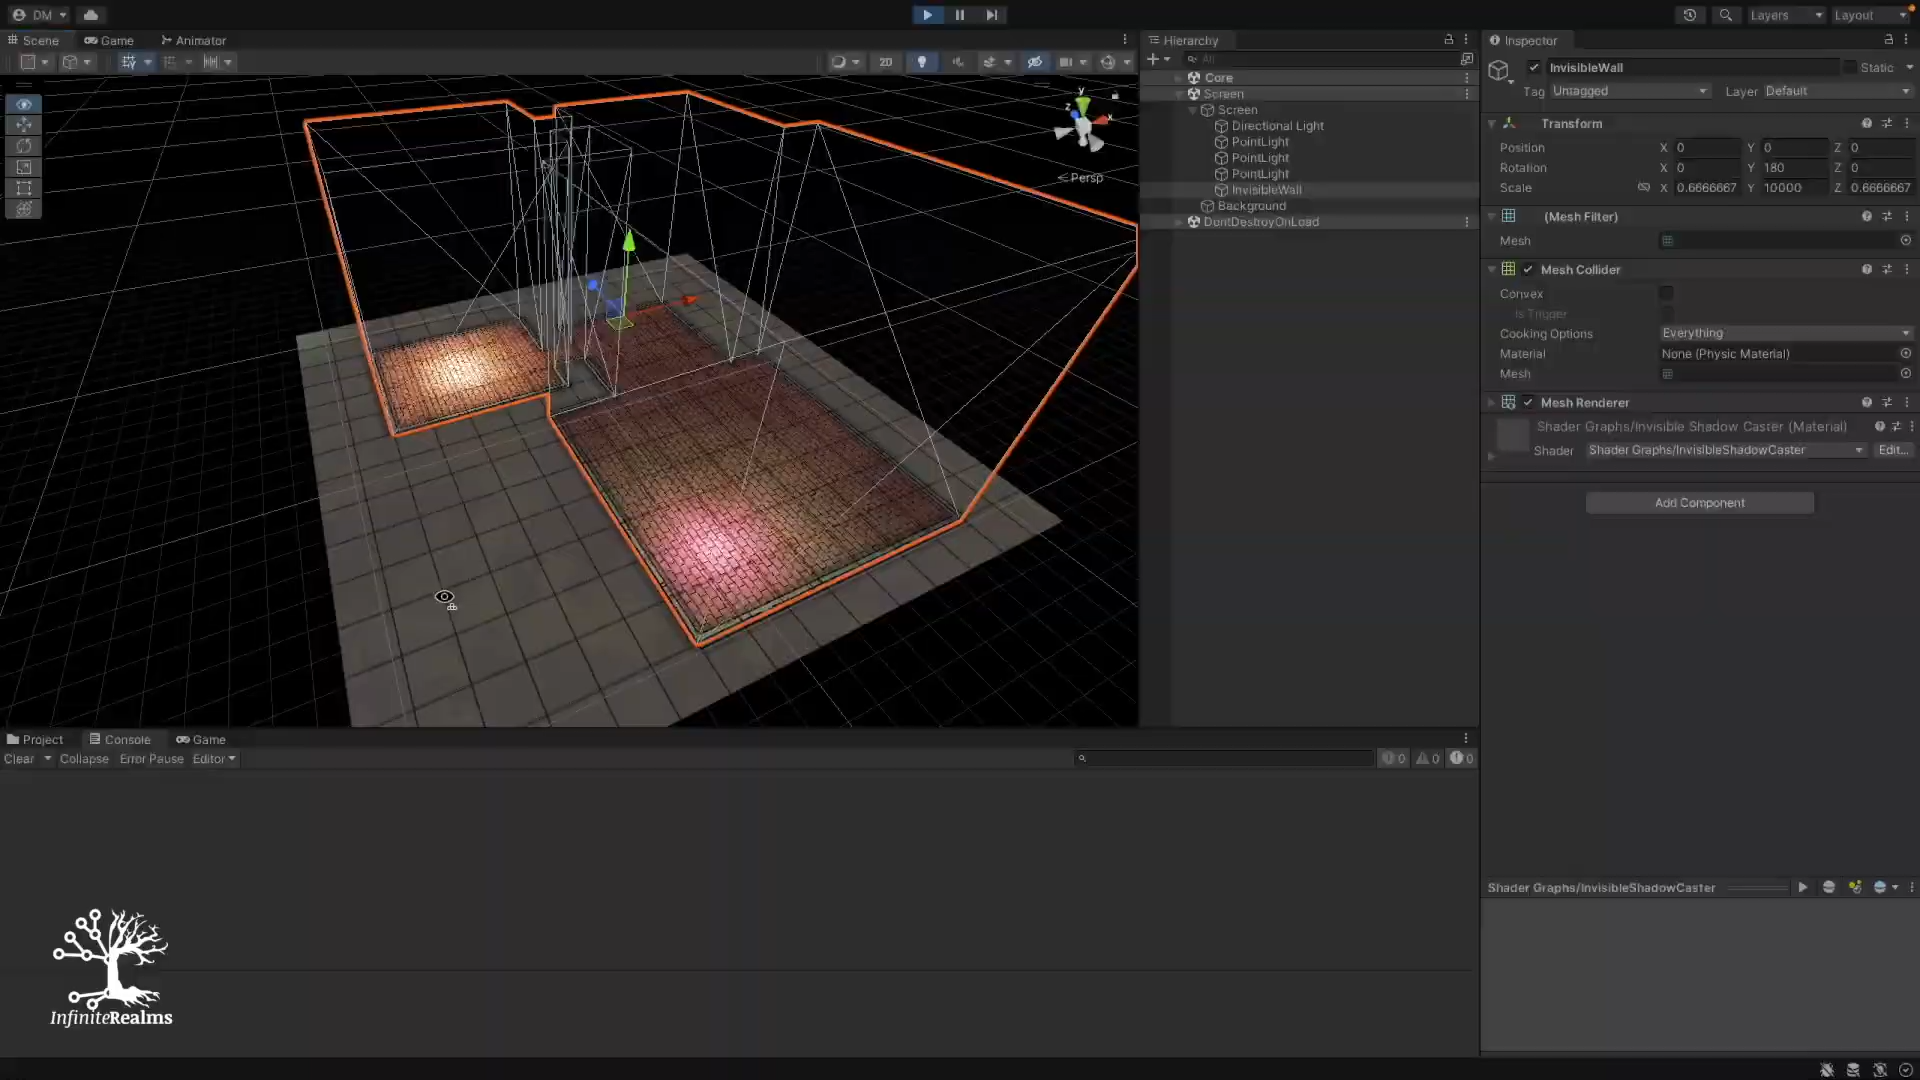 DM
Layers
Layout
Scene
Game
Animator
Hierarchy
Inspector
2D
All
y
z
x
Persp
Core
Screen
Screen
Directional Light
PointLight
PointLight
PointLight
InvisibleWall
Background
DontDestroyOnLoad
InvisibleWall
Static
Tag Untagged
Layer Default
Transform
Position X 0 Y 0 Z 0
Rotation X 0 Y 180 Z 0
Scale X 0.6666667 Y 10000 Z 0.6666667
(Mesh Filter)
Mesh
Mesh Collider
Convex
Is Trigger
Cooking Options Everything
Material None (Physic Material)
Mesh
Mesh Renderer
Shader Graphs/Invisible Shadow Caster (Material)
Shader Shader Graphs/InvisibleShadowCaster Edit...
Add Component
Project
Console
Game
Clear
Collapse
Error Pause
Editor
0
0
0
Shader Graphs/InvisibleShadowCaster
InfiniteRealms